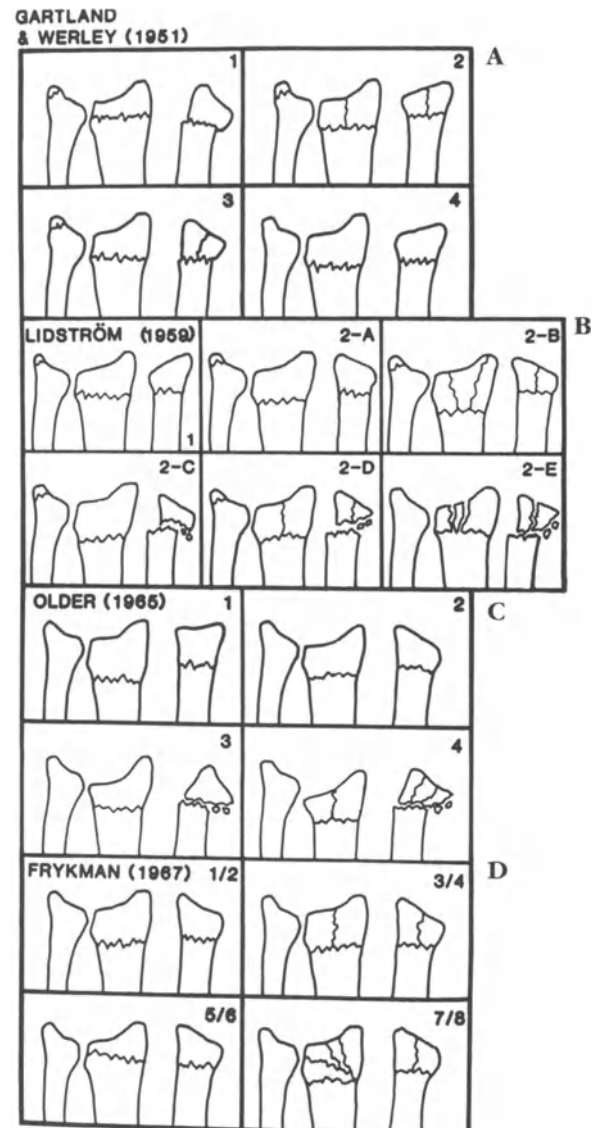 GARTLAND
& WERLEY (1951)
A
1
2
3
4
B
LIDSTRÖM (1959)
1
2-A
2-B
2-C
2-D
2-E
C
OLDER (1965)
1
2
3
4
D
FRYKMAN (1967) 1/2
3/4
5/6
7/8